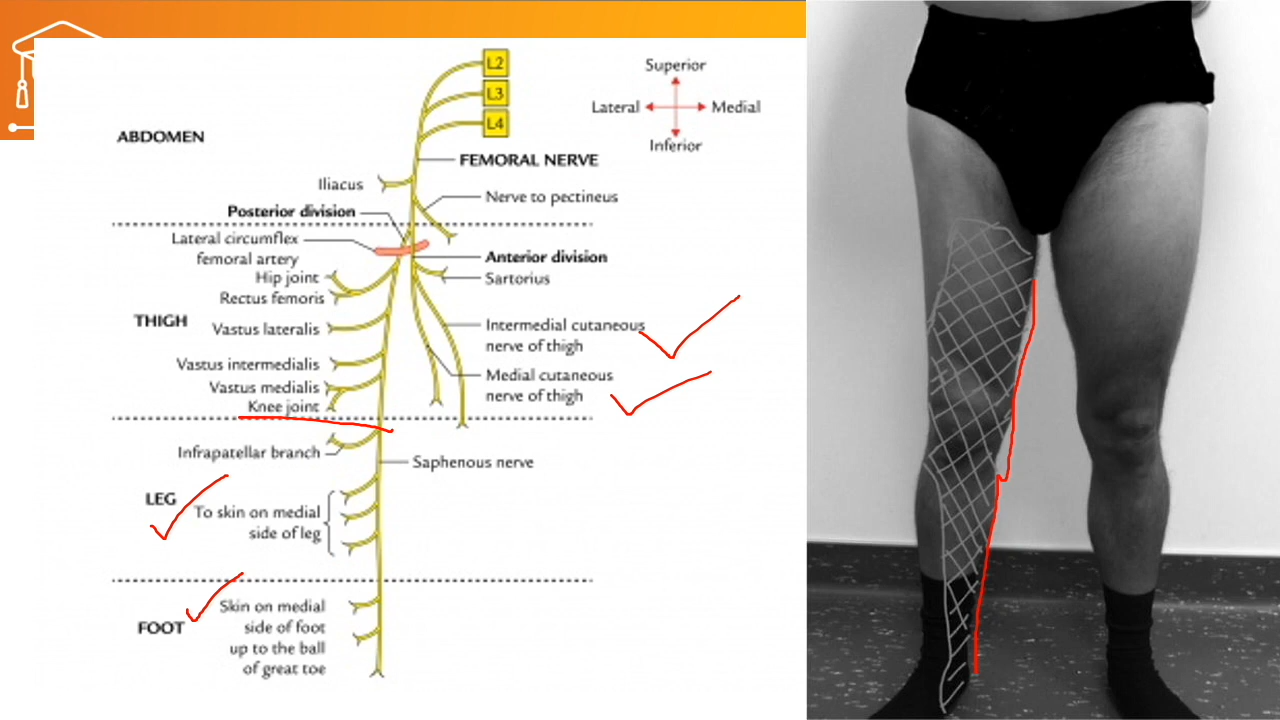 L2
L3
L4
Superior
Lateral
Medial
Inferior
ABDOMEN
FEMORAL NERVE
Iliacus
Nerve to pectineus
Posterior division
Lateral circumflex
femoral artery
Anterior division
Hip joint
Sartorius
Rectus femoris
THIGH
Vastus lateralis
Intermedial cutaneous
nerve of thigh
Vastus intermedialis
Medial cutaneous
nerve of thigh
Vastus medialis
Knee joint
Infrapatellar branch
Saphenous nerve
LEG
To skin on medial
side of leg
FOOT
Skin on medial
side of foot
up to the ball
of great toe